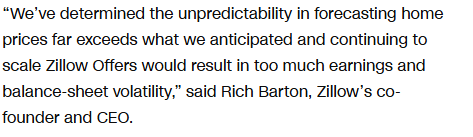 “We’ve determined the unpredictability in forecasting home
prices far exceeds what we anticipated and continuing to
scale Zillow Offers would result in too much earnings and
balance-sheet volatility,” said Rich Barton, Zillow’s co-
founder and CEO.